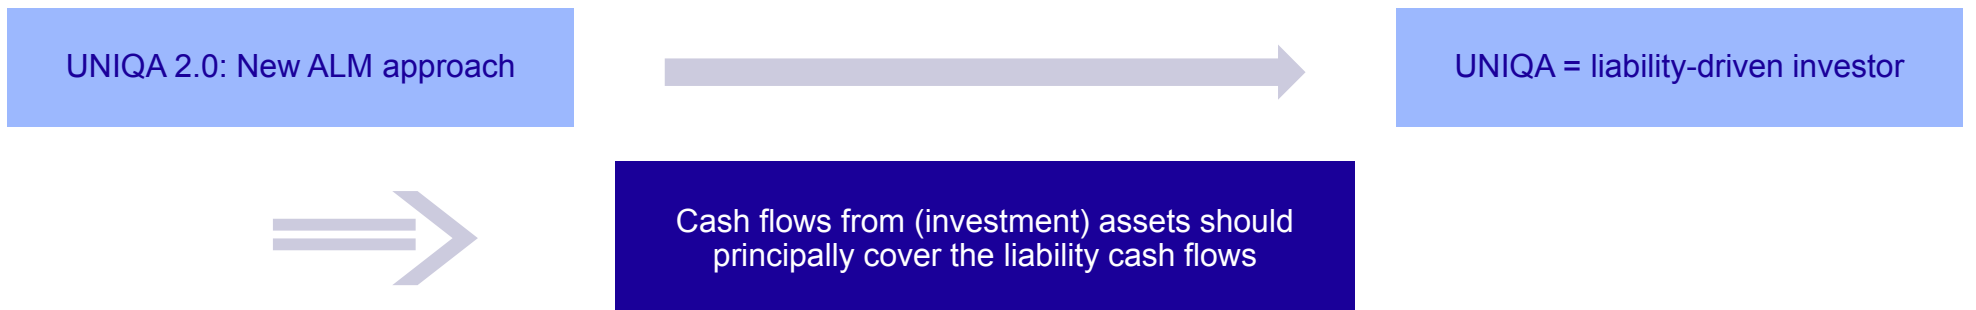 UNIQA 2.0: New ALM approach
UNIQA = liability-driven investor
Cash flows from (investment) assets should
principally cover the liability cash flows